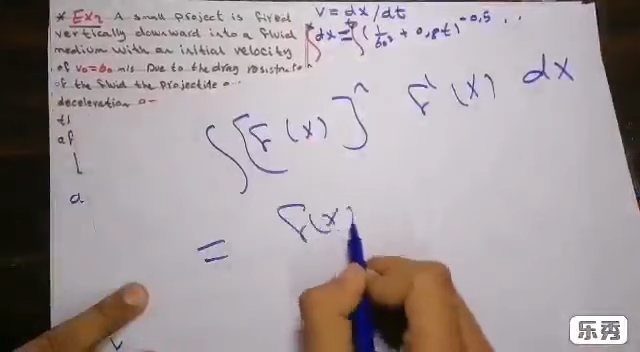 * Ex2 A small project is fired
vertically downward into a fluid
medium with an initial velocity
of v₀=60 m/s Due to the drag resista
of the fluid the projectile
deceleration
V = dx/dt
∫dx = ∫(1/60² + 0,8t)^-0,5
∫[F(x)]^n F'(x) dx
= F(x)
乐秀